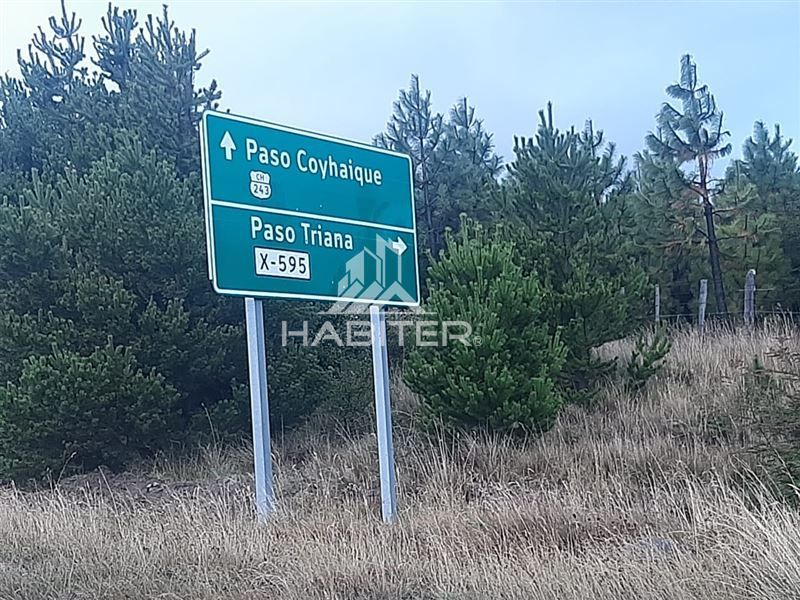 Paso Coyhaique
CH
243
Paso Triana
X-595
HABITER